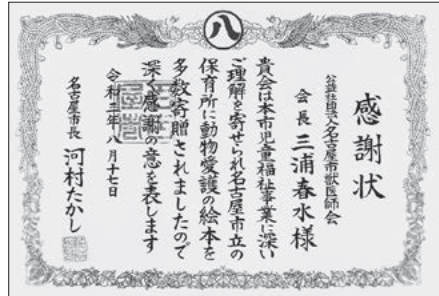 八
感謝状
公益社団法人名古屋市獣医師会
会長 三浦春水様
貴会は本市児童福祉事業に深い
ご理解を寄せられ名古屋市立の
保育所に動物愛護の絵本を
多数寄贈されましたので
深く感謝の意を表します
令和三年八月十七日
名古屋市長 河村たかし